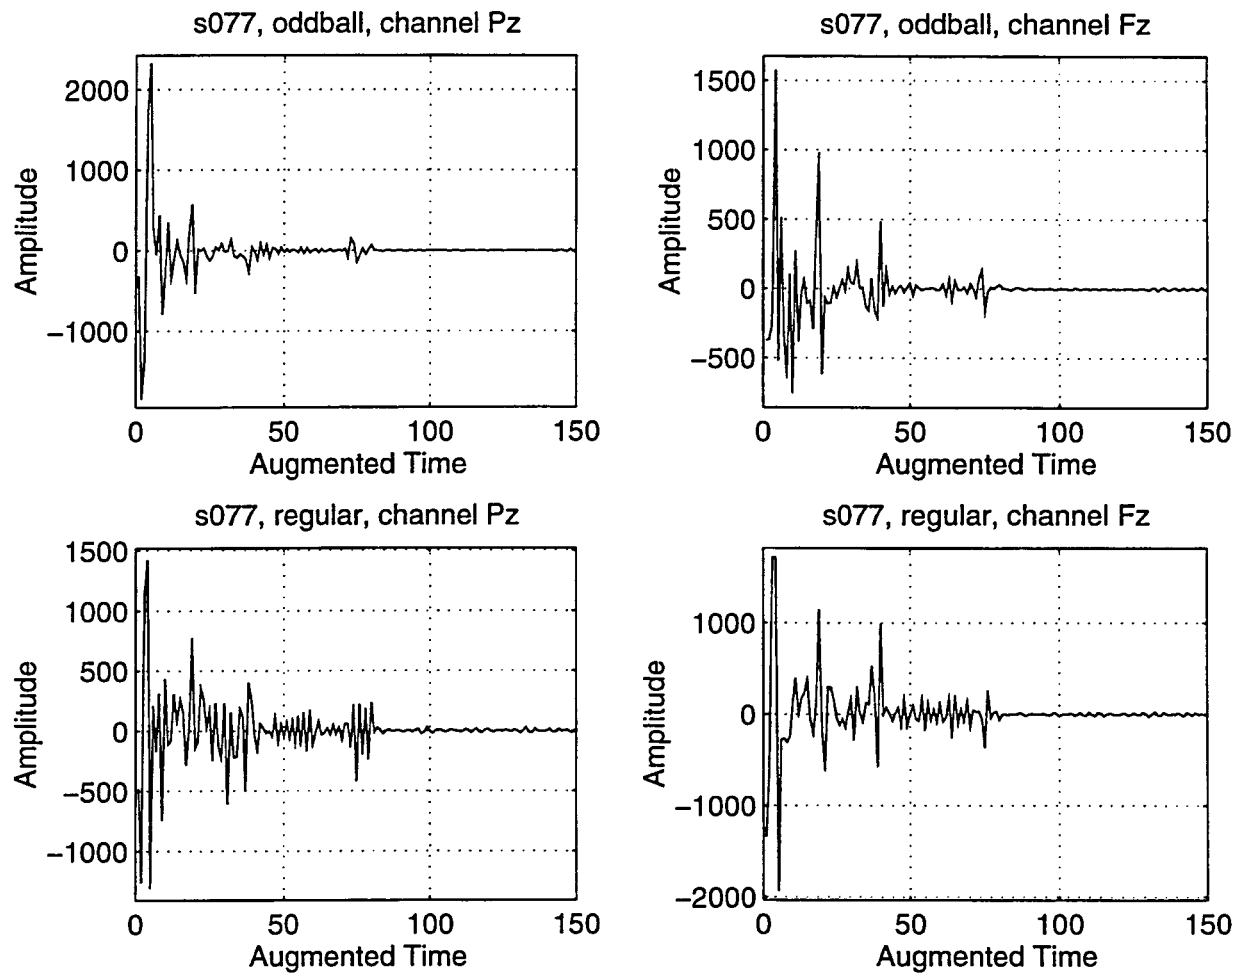 s077, oddball, channel Pz
2000
1000
0
−1000
Amplitude
0 50 100 150
Augmented Time
s077, oddball, channel Fz
1500
1000
500
0
−500
Amplitude
0 50 100 150
Augmented Time
s077, regular, channel Pz
1500
1000
500
0
−500
−1000
Amplitude
0 50 100 150
Augmented Time
s077, regular, channel Fz
1000
0
−1000
−2000
Amplitude
0 50 100 150
Augmented Time